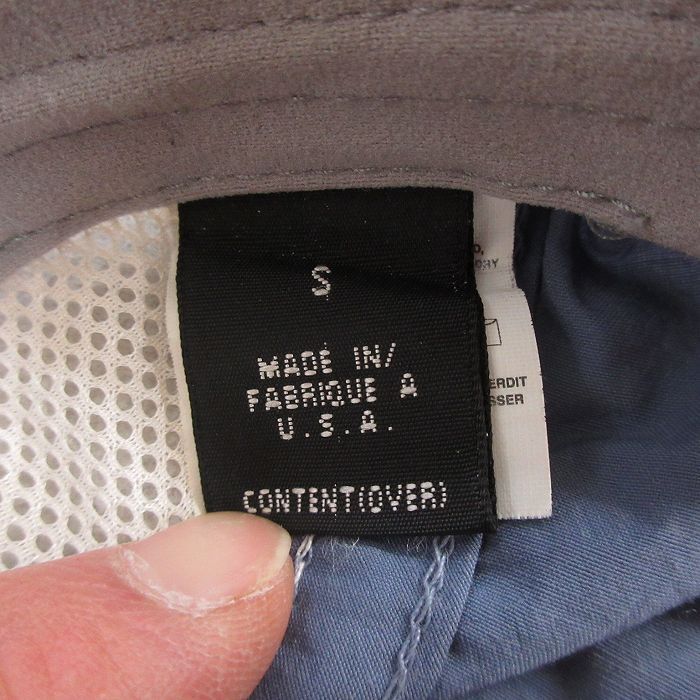 S
MADE IN/
FABRIQUE A
U.S.A.
CONTENT(OVER)